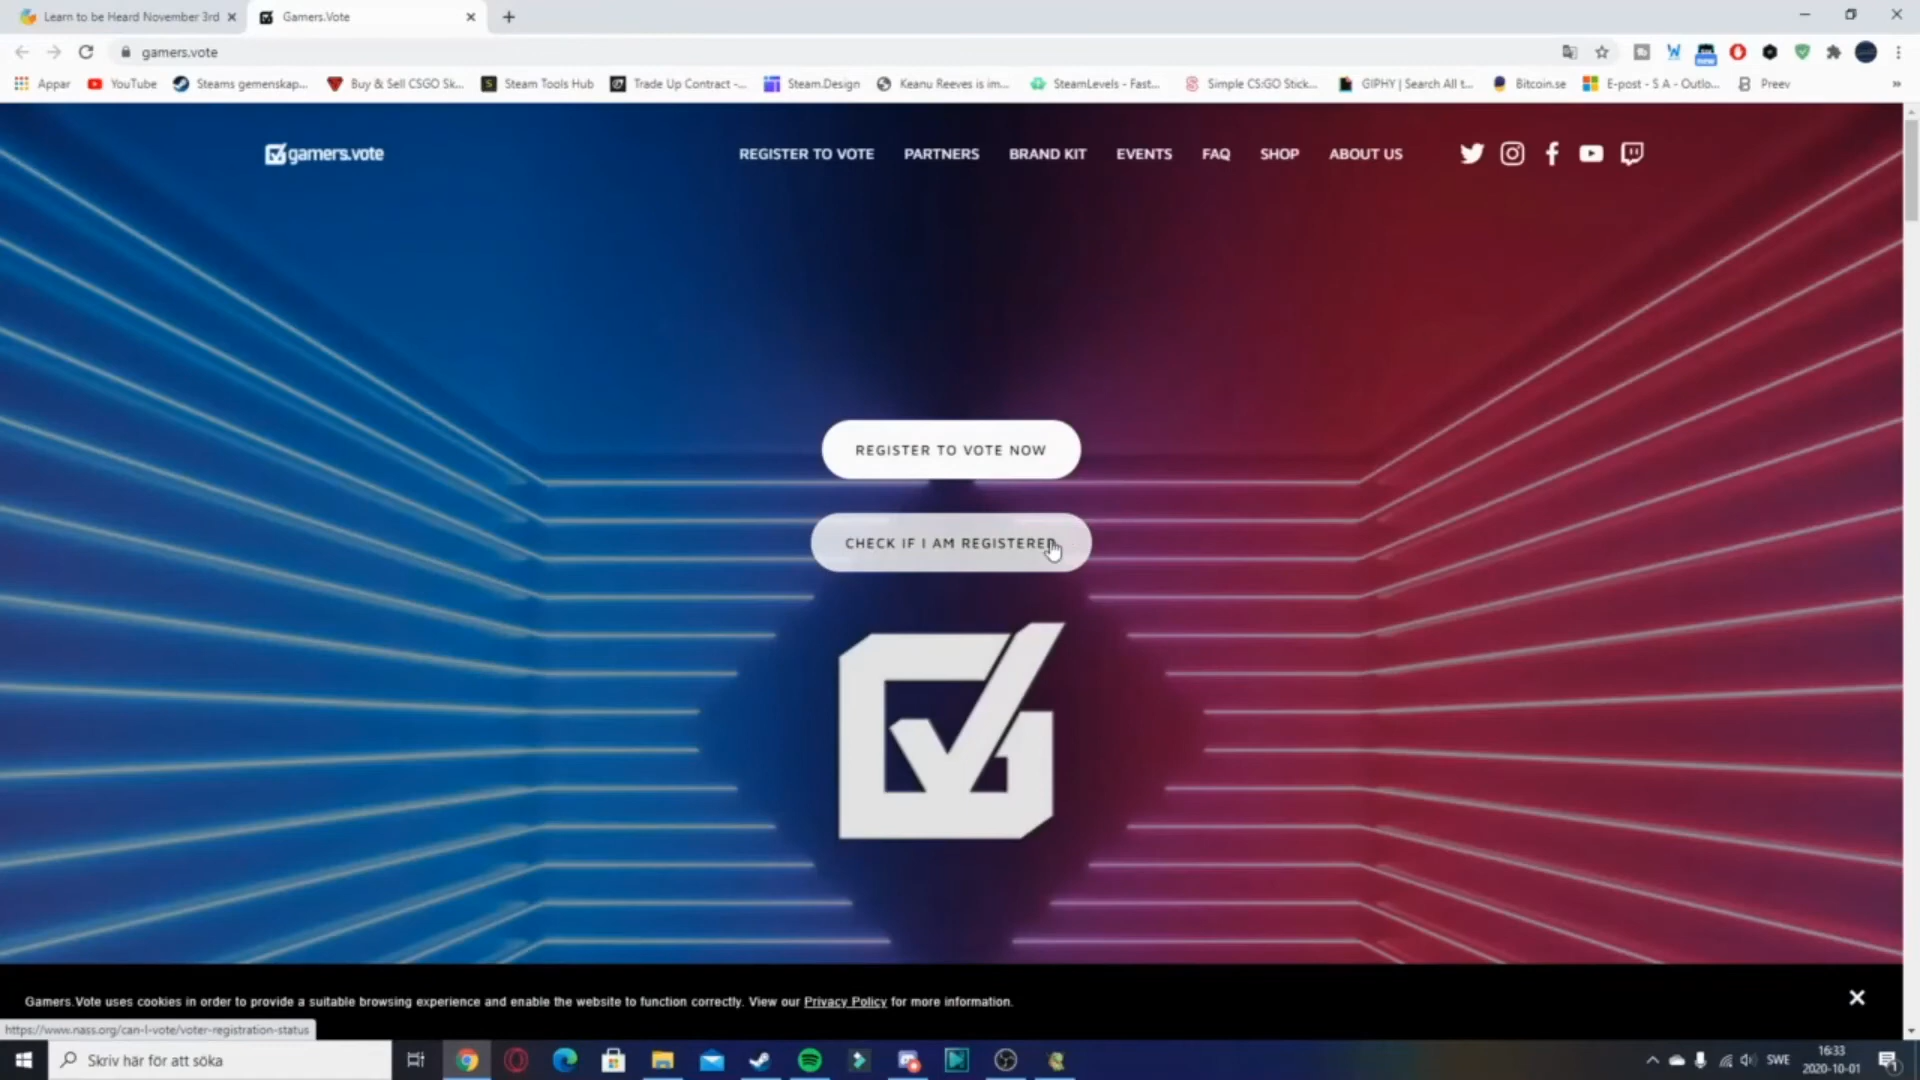 Learn to be Heard November 3rd
Gamers.Vote
gamers.vote
new
Appar
YouTube
Steams gemenskap...
Buy & Sell CSGO Sk...
Steam Tools Hub
Trade Up Contract -...
Steam.Design
Keanu Reeves is im...
SteamLevels - Fast...
Simple CS:GO Stick...
GIPHY | Search All t...
Bitcoin.se
E-post - S A - Outlo...
Preev
gamers.vote
REGISTER TO VOTE
PARTNERS
BRAND KIT
EVENTS
FAQ
SHOP
ABOUT US
REGISTER TO VOTE NOW
CHECK IF I AM REGISTERED
Gamers.Vote uses cookies in order to provide a suitable browsing experience and enable the website to function correctly. View our Privacy Policy for more information.
https://www.nass.org/can-I-vote/voter-registration-status
Skriv här för att söka
SWE
16:33
2020-10-01